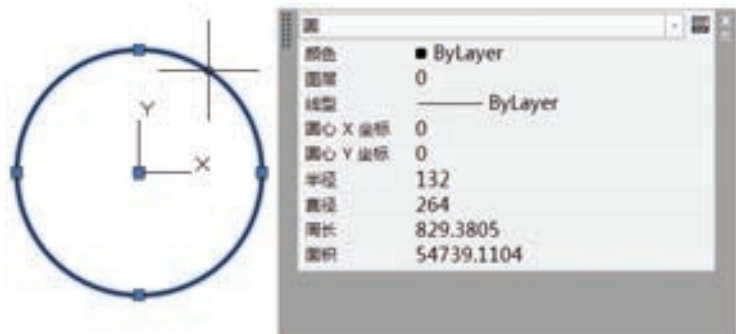 圆
颜色 ByLayer
图层 0
线型 ByLayer
圆心 X 坐标 0
圆心 Y 坐标 0
半径 132
直径 264
周长 829.3805
面积 54739.1104
Y
X